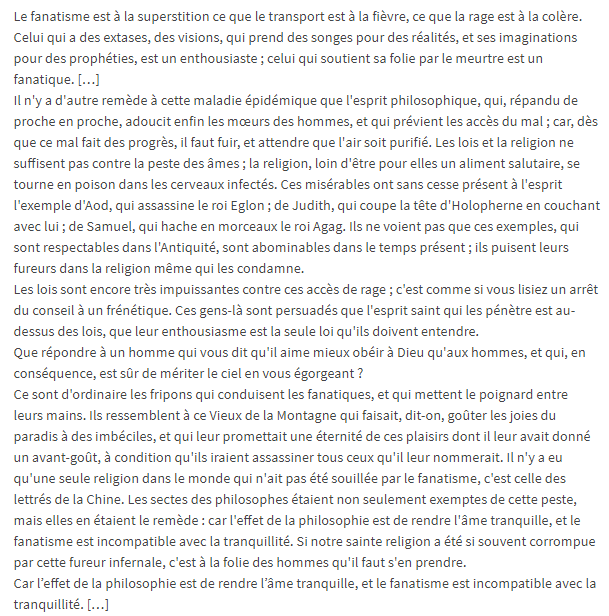 Le fanatisme est à la superstition ce que le transport est à la fièvre, ce que la rage est à la colère.
Celui qui a des extases, des visions, qui prend des songes pour des réalités, et ses imaginations
pour des prophéties, est un enthousiaste ; celui qui soutient sa folie par le meurtre est un
fanatique. […]
Il n'y a d'autre remède à cette maladie épidémique que l'esprit philosophique, qui, répandu de
proche en proche, adoucit enfin les mœurs des hommes, et qui prévient les accès du mal ; car, dès
que ce mal fait des progrès, il faut fuir, et attendre que l'air soit purifié. Les lois et la religion ne
suffisent pas contre la peste des âmes ; la religion, loin d'être pour elles un aliment salutaire, se
tourne en poison dans les cerveaux infectés. Ces misérables ont sans cesse présent à l'esprit
l'exemple d'Aod, qui assassine le roi Eglon ; de Judith, qui coupe la tête d'Holopherne en couchant
avec lui ; de Samuel, qui hache en morceaux le roi Agag. Ils ne voient pas que ces exemples, qui
sont respectables dans l'Antiquité, sont abominables dans le temps présent ; ils puisent leurs
fureurs dans la religion même qui les condamne.
Les lois sont encore très impuissantes contre ces accès de rage ; c'est comme si vous lisiez un arrêt
du conseil à un frénétique. Ces gens-là sont persuadés que l'esprit saint qui les pénètre est au-
dessus des lois, que leur enthousiasme est la seule loi qu'ils doivent entendre.
Que répondre à un homme qui vous dit qu'il aime mieux obéir à Dieu qu'aux hommes, et qui, en
conséquence, est sûr de mériter le ciel en vous égorgeant ?
Ce sont d'ordinaire les fripons qui conduisent les fanatiques, et qui mettent le poignard entre
leurs mains. Ils ressemblent à ce Vieux de la Montagne qui faisait, dit-on, goûter les joies du
paradis à des imbéciles, et qui leur promettait une éternité de ces plaisirs dont il leur avait donné
un avant-goût, à condition qu'ils iraient assassiner tous ceux qu'il leur nommerait. Il n'y a eu
qu'une seule religion dans le monde qui n'ait pas été souillée par le fanatisme, c'est celle des
lettrés de la Chine. Les sectes des philosophes étaient non seulement exemptes de cette peste,
mais elles en étaient le remède : car l'effet de la philosophie est de rendre l'âme tranquille, et le
fanatisme est incompatible avec la tranquillité. Si notre sainte religion a été si souvent corrompue
par cette fureur infernale, c'est à la folie des hommes qu'il faut s'en prendre.
Car l’effet de la philosophie est de rendre l’âme tranquille, et le fanatisme est incompatible avec la
tranquillité. […]